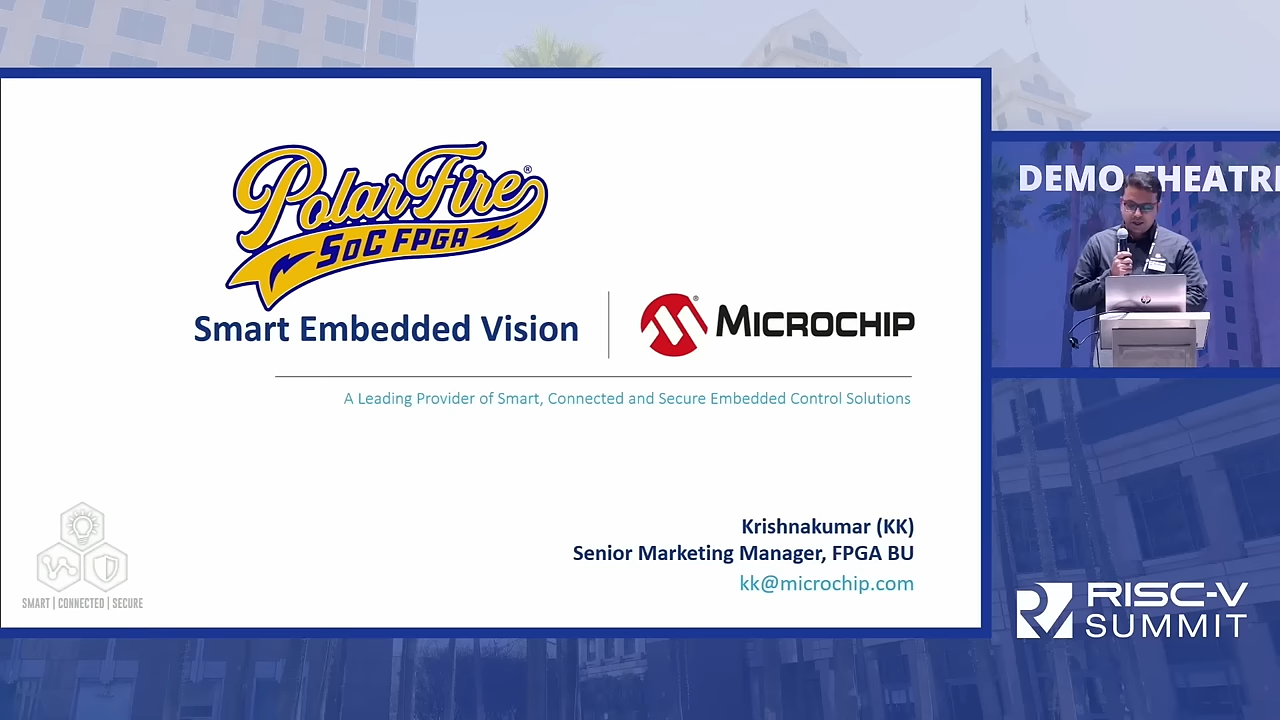 PolarFire®
SoC FPGA
Smart Embedded Vision
MICROCHIP®
A Leading Provider of Smart, Connected and Secure Embedded Control Solutions
Krishnakumar (KK)
Senior Marketing Manager, FPGA BU
kk@microchip.com
SMART | CONNECTED | SECURE
DEMO THEATR
hp
RISC-V
SUMMIT